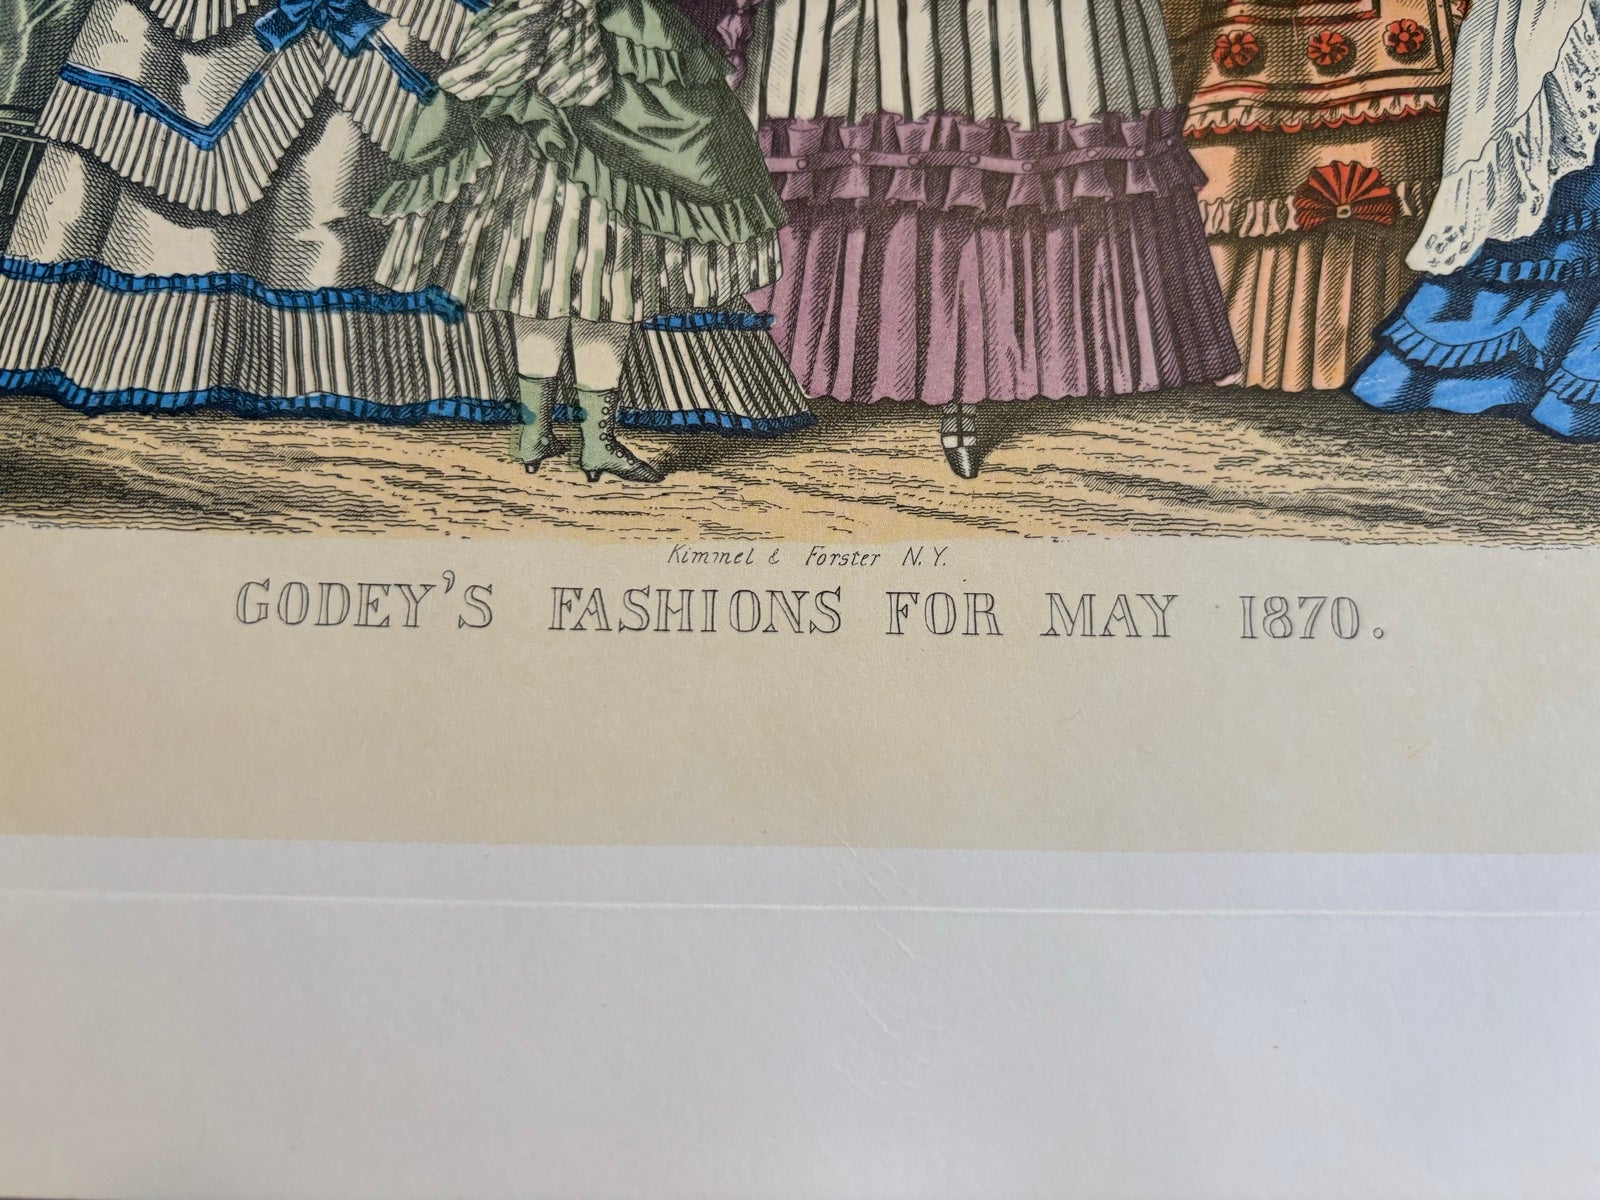 Kimmel & Forster N.Y.
GODEY'S FASHIONS FOR MAY 1870.